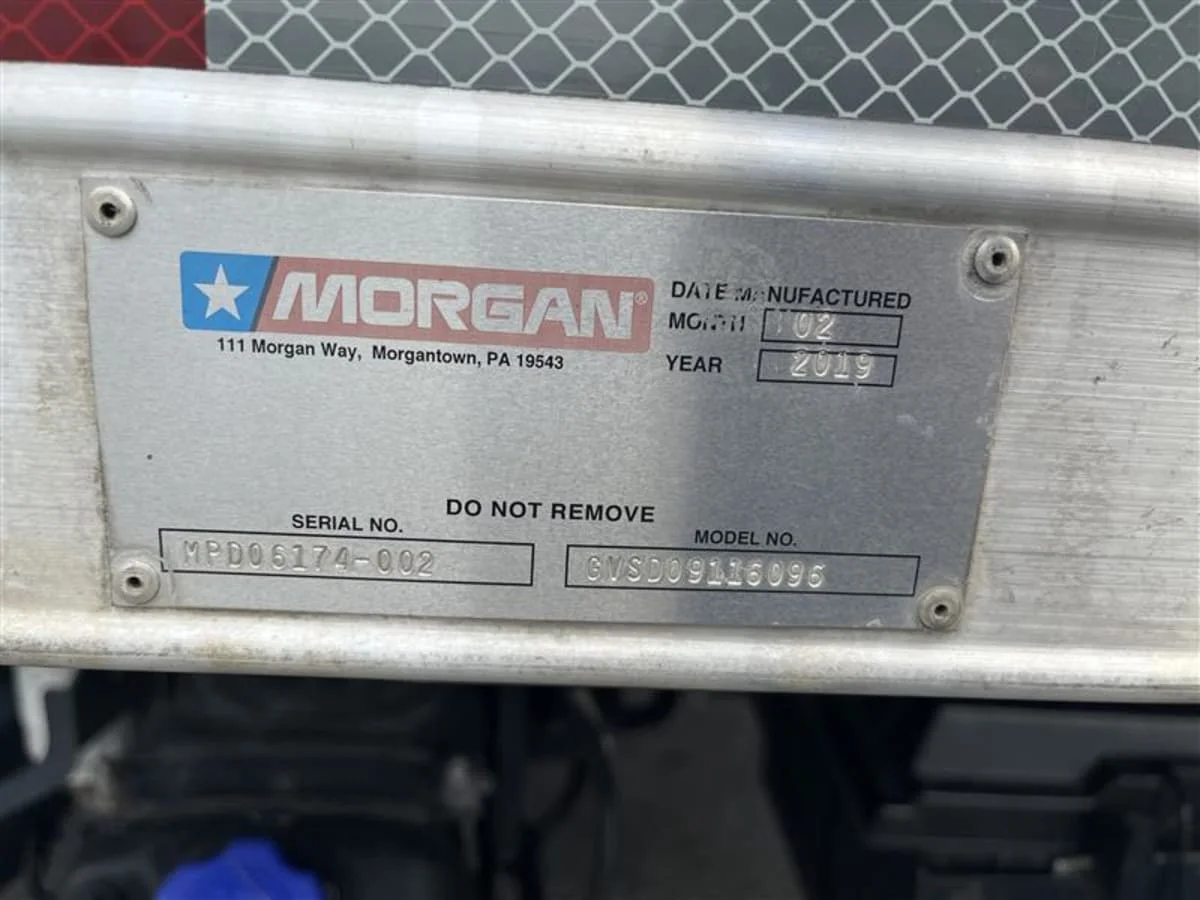 MORGAN®
111 Morgan Way, Morgantown, PA 19543
DATE MANUFACTURED
MONTH 02
YEAR 2019
DO NOT REMOVE
SERIAL NO.
MPD06174-002
MODEL NO.
GVSD09116096